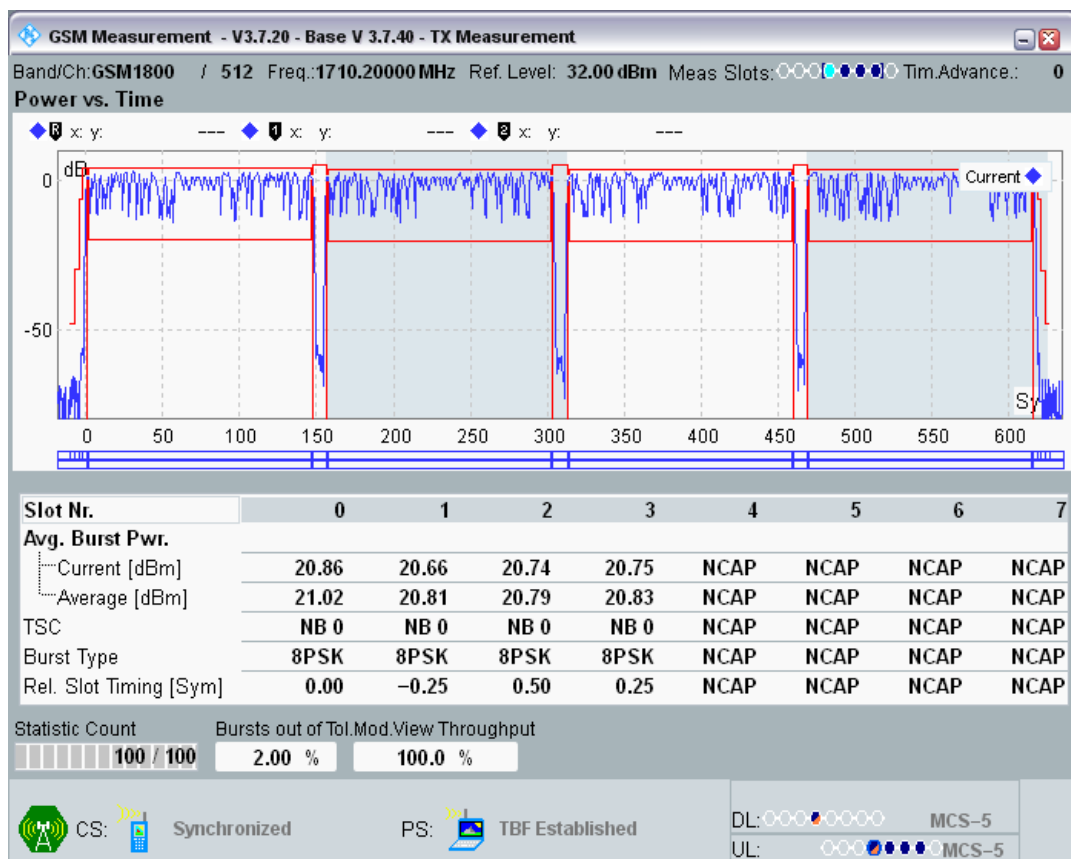 GSM Measurement - V3.7.20 - Base V 3.7.40 - TX Measurement
Band/Ch:GSM1800 / 512 Freq.:1710.20000 MHz Ref. Level: 32.00 dBm Meas Slots: Tim.Advance.: 0
Power vs. Time
R x: y: --- 1 x: y: --- 2 x: y: ---
dB
0
Current
-50
Sy
0 50 100 150 200 250 300 350 400 450 500 550 600
Slot Nr. 0 1 2 3 4 5 6 7
Avg. Burst Pwr.
Current [dBm] 20.86 20.66 20.74 20.75 NCAP NCAP NCAP NCAP
Average [dBm] 21.02 20.81 20.79 20.83 NCAP NCAP NCAP NCAP
TSC NB 0 NB 0 NB 0 NB 0 NCAP NCAP NCAP NCAP
Burst Type 8PSK 8PSK 8PSK 8PSK NCAP NCAP NCAP NCAP
Rel. Slot Timing [Sym] 0.00 −0.25 0.50 0.25 NCAP NCAP NCAP NCAP
Statistic Count Bursts out of Tol.Mod.View Throughput
100 / 100 2.00 % 100.0 %
CS: Synchronized PS: TBF Established
DL: MCS−5
UL: MCS−5